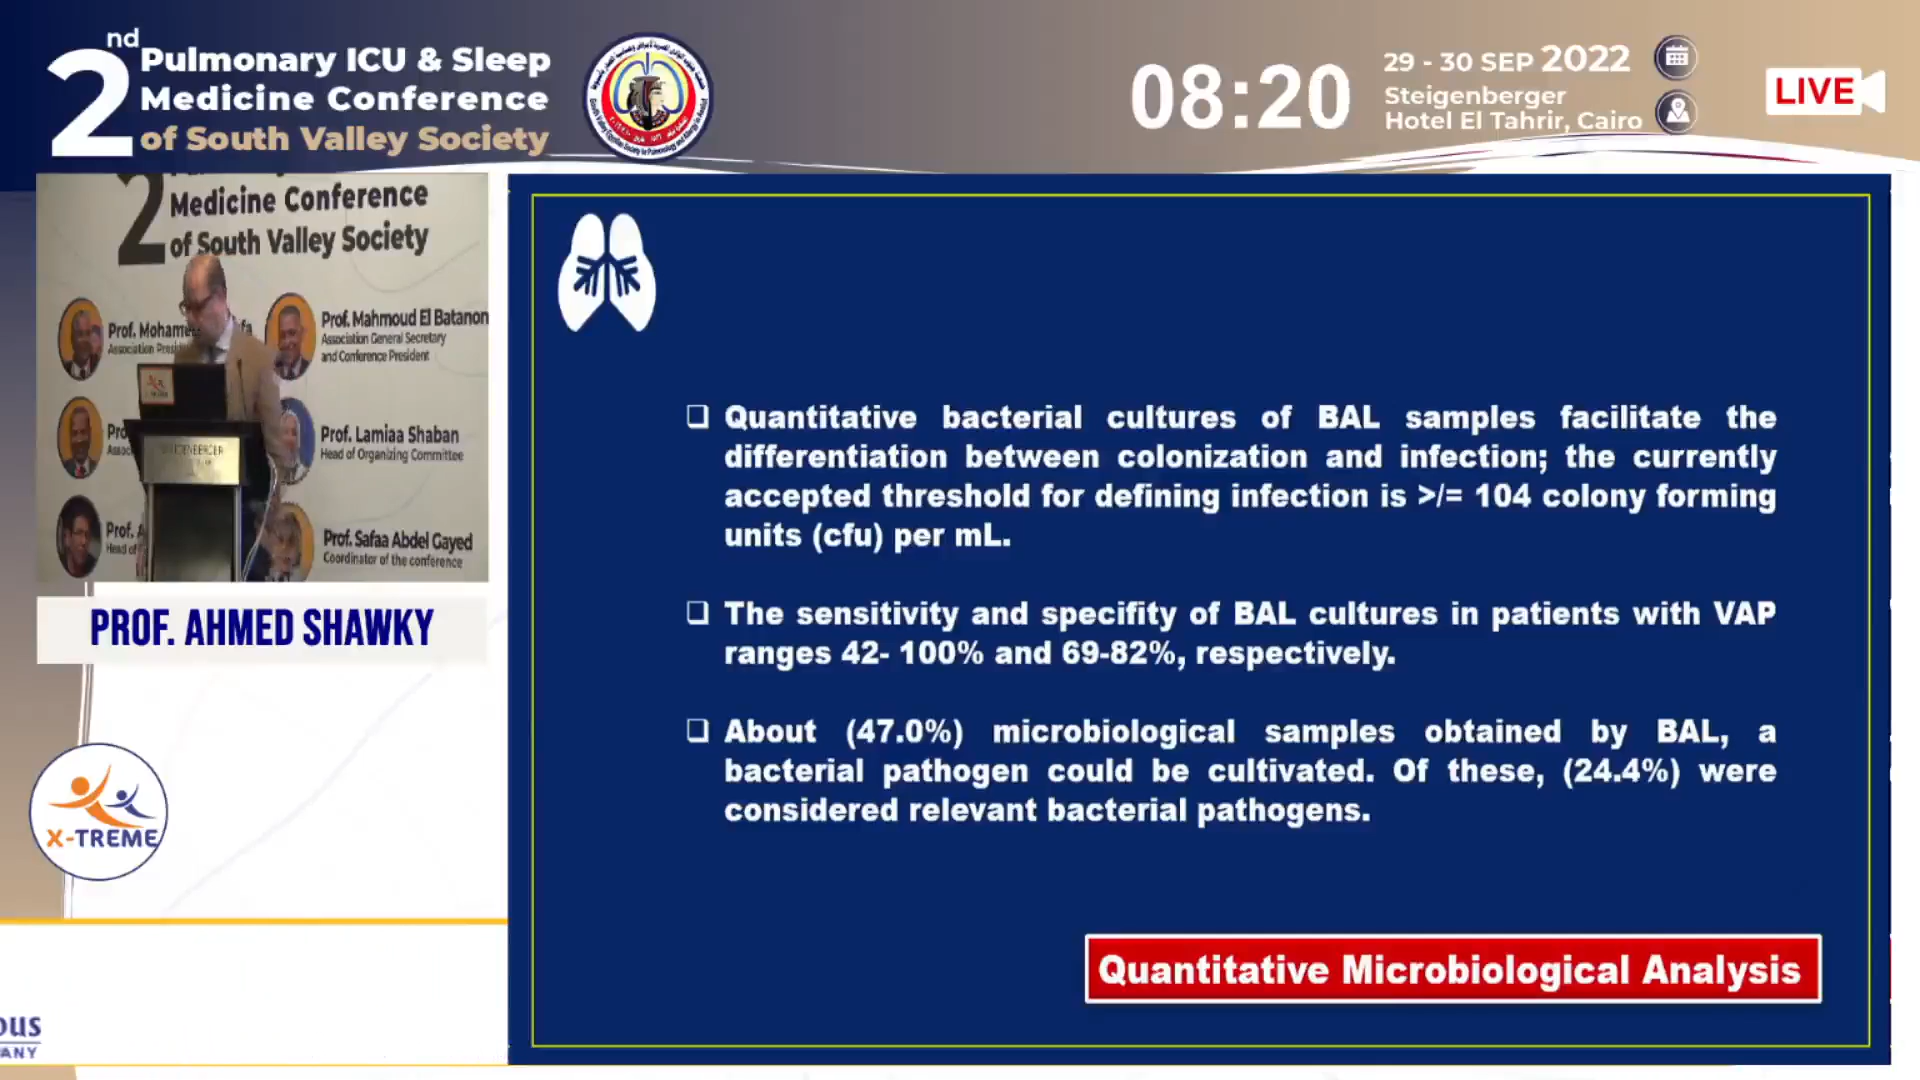 2nd
Pulmonary ICU & Sleep
Medicine Conference
of South Valley Society
08:20
29 - 30 SEP 2022
Steigenberger
Hotel El Tahrir, Cairo
LIVE
2
Medicine Conference
of South Valley Society
Prof. Mahmoud El Batanon
Association General Secretary
and Conference President
Prof. Lamiaa Shaban
Head of Organizing Committee
Prof. Safaa Abdel Gayed
Coordinator of the conference
PROF. AHMED SHAWKY
X-TREME
❑ Quantitative bacterial cultures of BAL samples facilitate the
differentiation between colonization and infection; the currently
accepted threshold for defining infection is >/= 104 colony forming
units (cfu) per mL.
❑ The sensitivity and specifity of BAL cultures in patients with VAP
ranges 42- 100% and 69-82%, respectively.
❑ About (47.0%) microbiological samples obtained by BAL, a
bacterial pathogen could be cultivated. Of these, (24.4%) were
considered relevant bacterial pathogens.
Quantitative Microbiological Analysis